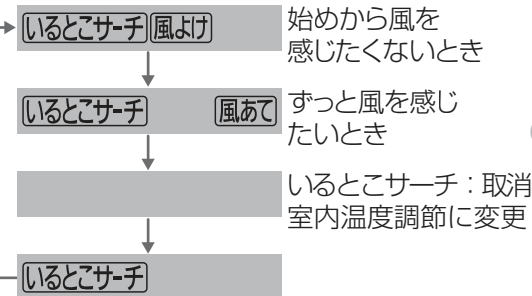 いるとこサーチ 風よけ
始めから風を
感じたくないとき
いるとこサーチ 風あて
ずっと風を感じ
たいとき
いるとこサーチ：取消
室内温度調節に変更
いるとこサーチ